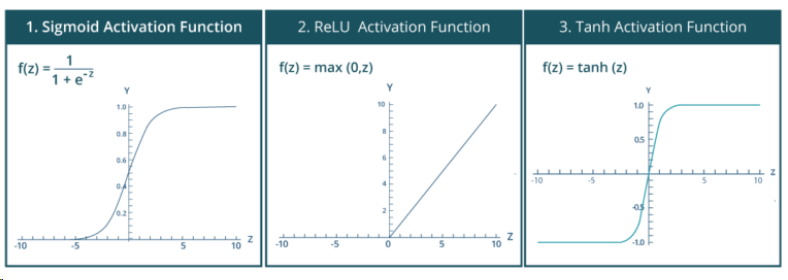 1. Sigmoid Activation Function
f(z) = 1
1 + e^-z
Y
1.0
0.8
0.6
0.4
0.2
-10 -5 5 10 Z
2. ReLU Activation Function
f(z) = max (0,z)
Y
10
8
6
4
2
-10 -5 0 5 10 Z
3. Tanh Activation Function
f(z) = tanh (z)
Y
1.0
0.5
-10 -5 5 10 Z
-0.5
-1.0